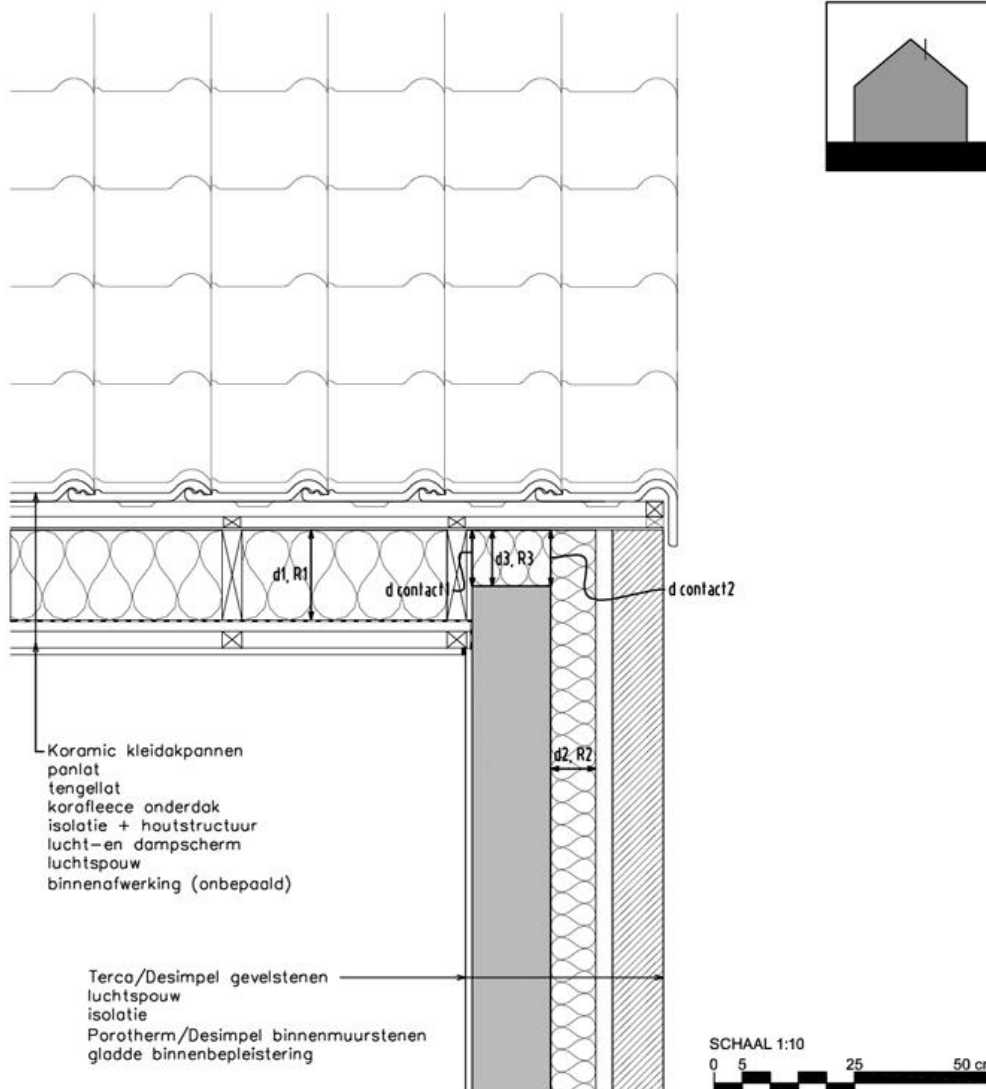 d1, R1
d contact1
d3, R3
d contact2
d2, R2
Koramic kleidakpannen
panlat
tengellat
korafleece onderdak
isolatie + houtstructuur
lucht-en dampscherm
luchtspouw
binnenafwerking (onbepaald)
Terca/Desimpel gevelstenen
luchtspouw
isolatie
Porotherm/Desimpel binnenmuurstenen
gladde binnenbepleistering
SCHAAL 1:10
0 5 25 50 cm